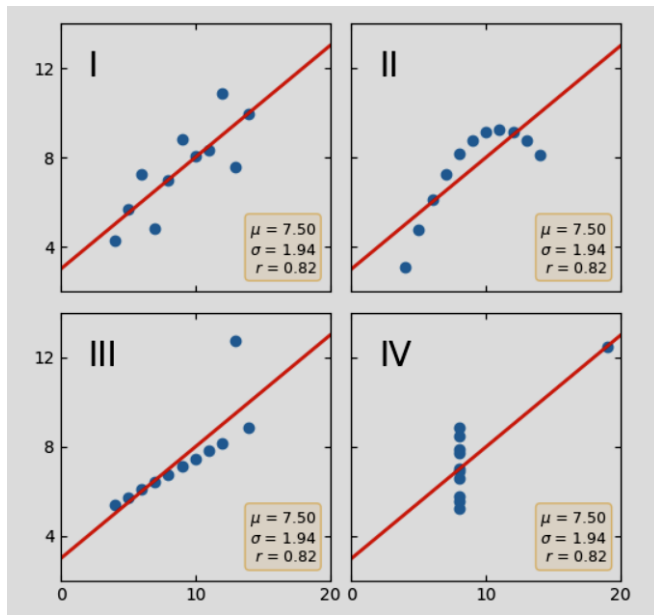 I
II
12
8
4
μ = 7.50
σ = 1.94
r = 0.82
μ = 7.50
σ = 1.94
r = 0.82
III
IV
12
8
4
μ = 7.50
σ = 1.94
r = 0.82
μ = 7.50
σ = 1.94
r = 0.82
0
10
20
0
10
20